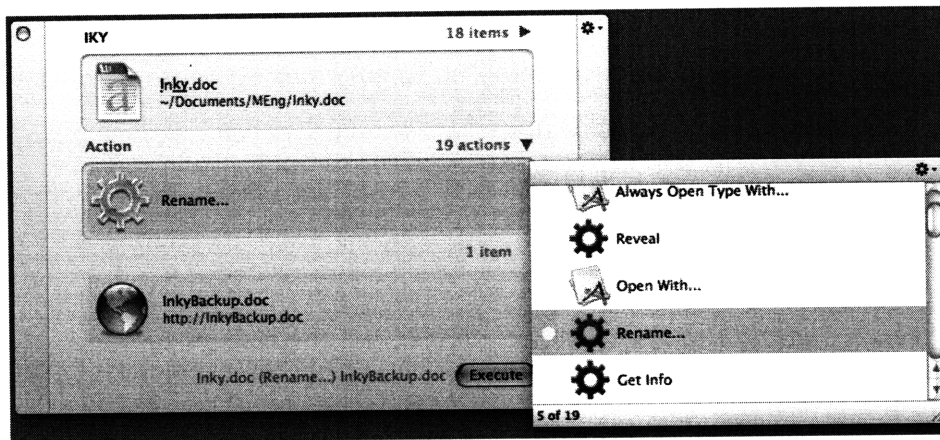 IKY
18 items
Inky.doc
~/Documents/MEng/Inky.doc
Action
19 actions
Rename...
1 item
InkyBackup.doc
http://InkyBackup.doc
Inky.doc (Rename...) InkyBackup.doc
Execute
Always Open Type With...
Reveal
Open With...
Rename...
Get Info
5 of 19